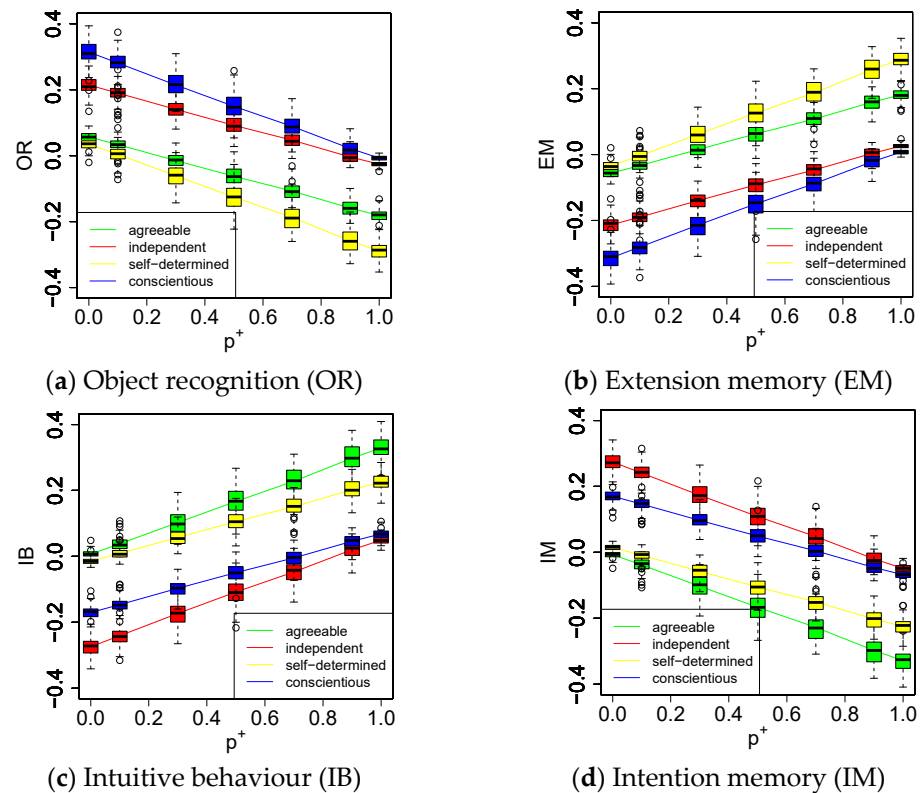 0.4
0.2
0.0
−0.2
−0.4
OR
agreeable
independent
self−determined
conscientious
0.0 0.2 0.4 0.6 0.8 1.0
p+
(a) Object recognition (OR)
0.4
0.2
0.0
−0.2
−0.4
EM
agreeable
independent
self−determined
conscientious
0.0 0.2 0.4 0.6 0.8 1.0
p+
(b) Extension memory (EM)
0.4
0.2
0.0
−0.2
−0.4
IB
agreeable
independent
self−determined
conscientious
0.0 0.2 0.4 0.6 0.8 1.0
p+
(c) Intuitive behaviour (IB)
0.4
0.2
0.0
−0.2
−0.4
IM
agreeable
independent
self−determined
conscientious
0.0 0.2 0.4 0.6 0.8 1.0
p+
(d) Intention memory (IM)